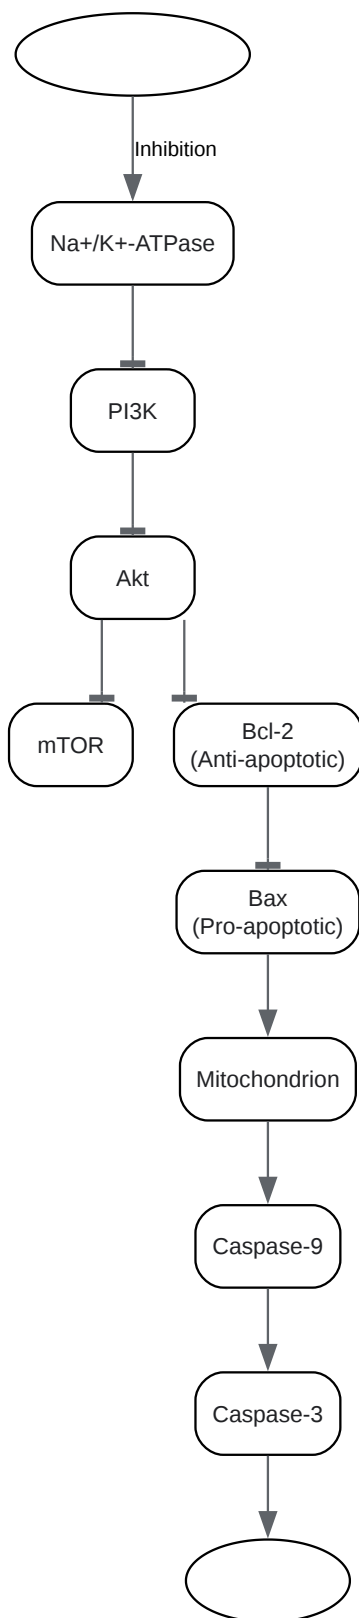 Inhibition
Na+/K+-ATPase
PI3K
Akt
mTOR
Bcl-2
(Anti-apoptotic)
Bax
(Pro-apoptotic)
Mitochondrion
Caspase-9
Caspase-3